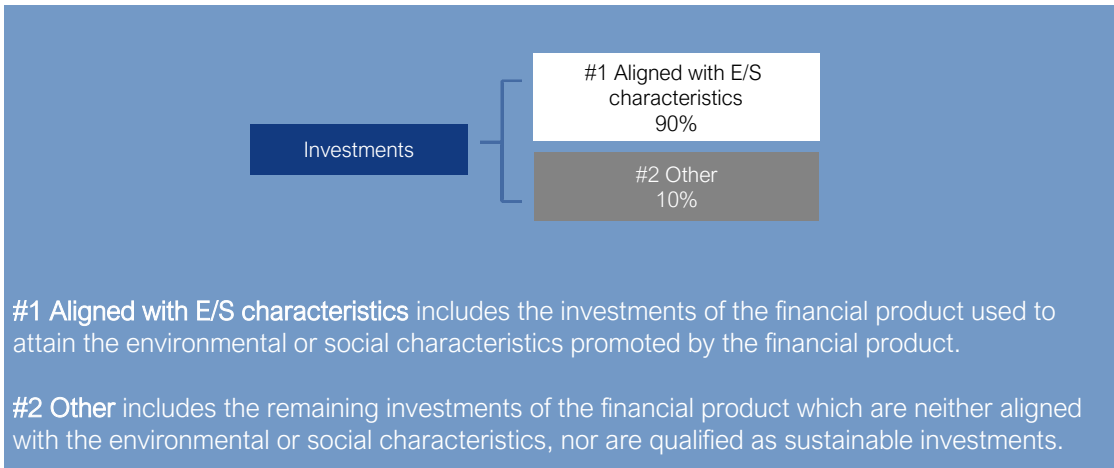 #1 Aligned with E/S
characteristics
90%
Investments
#2 Other
10%
#1 Aligned with E/S characteristics includes the investments of the financial product used to
attain the environmental or social characteristics promoted by the financial product.
#2 Other includes the remaining investments of the financial product which are neither aligned
with the environmental or social characteristics, nor are qualified as sustainable investments.